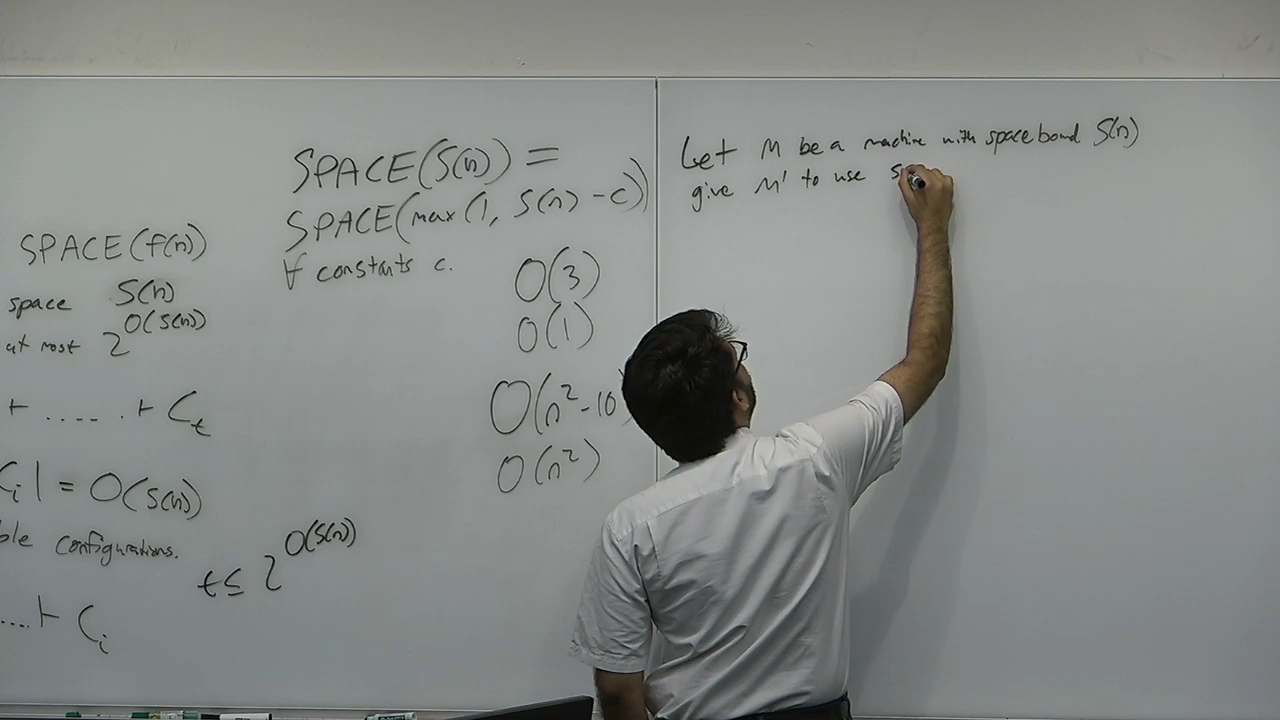 SPACE(f(n))
space S(n)
at most 2^O(S(n))
⊢ ..... ⊢ C_t
C_i| = O(S(n))
configurations.
t ≤ 2^O(S(n))
....⊢ C_i
SPACE(S(n)) =
SPACE(max(1, S(n) - c))
∀ constants c.
O(3)
O(1)
O(n²-10
O(n²)
Let M be a machine with space bound S(n)
give M' to use